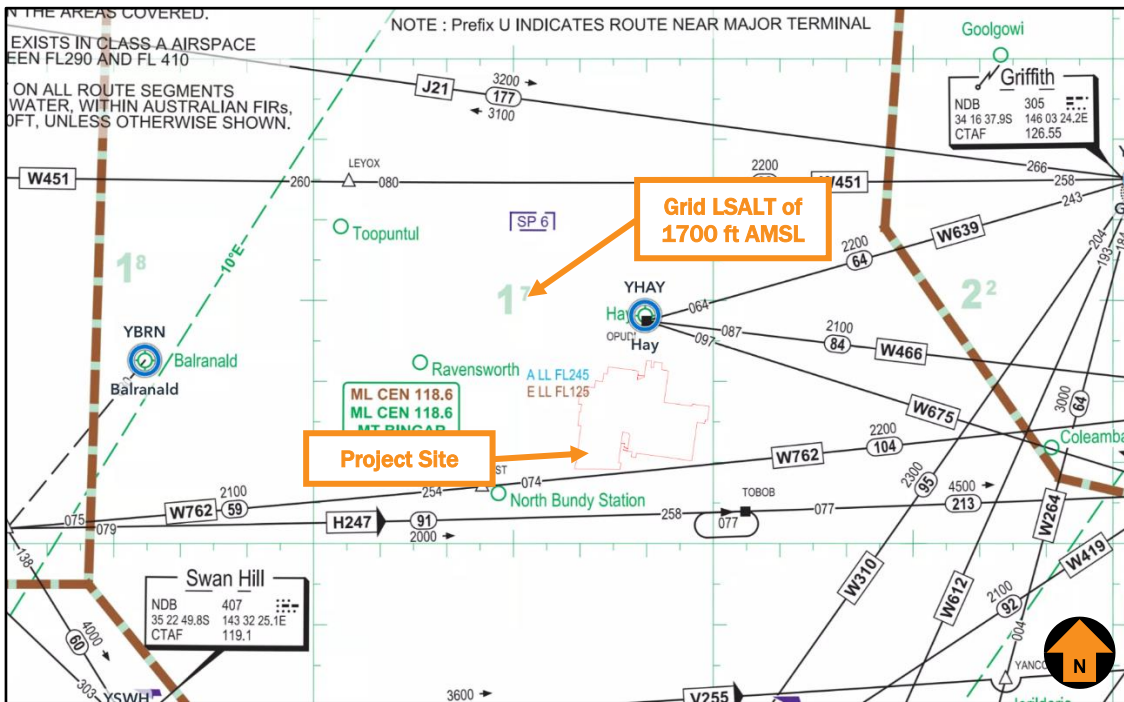 N THE AREAS COVERED.
EXISTS IN CLASS A AIRSPACE
EEN FL290 AND FL 410
ON ALL ROUTE SEGMENTS
WATER, WITHIN AUSTRALIAN FIRs,
0FT, UNLESS OTHERWISE SHOWN.
NOTE : Prefix U INDICATES ROUTE NEAR MAJOR TERMINAL
Goolgowi
Griffith
NDB 305
34 16 37.9S 146 03 24.2E
CTAF 126.55
J21
3200
177
3100
266
W451
260
LEYOX
080
2200
W451
258
243
Toopuntul
SP 6
Grid LSALT of
1700 ft AMSL
W639
2200
64
204
193
184
10°E
1⁸
1⁷
2²
YHAY
Hay
OPUDI
Hay
064
087
097
2100
84
W466
YBRN
Balranald
Balranald
Ravensworth
A LL FL245
E LL FL125
ML CEN 118.6
ML CEN 118.6
MT BINGAR
W675
3000
64
Coleamba
Project Site
ST
074
254
W762
2200
104
2300
95
2100
59
W762
075
079
North Bundy Station
TOBOB
H247
91
2000
258
077
077
4500
213
W264
138
W310
W612
W419
2100
92
004
Swan Hill
NDB 407
35 22 49.8S 143 32 25.1E
CTAF 119.1
4000
60
303
YSWH
3600
V255
YANCO
N